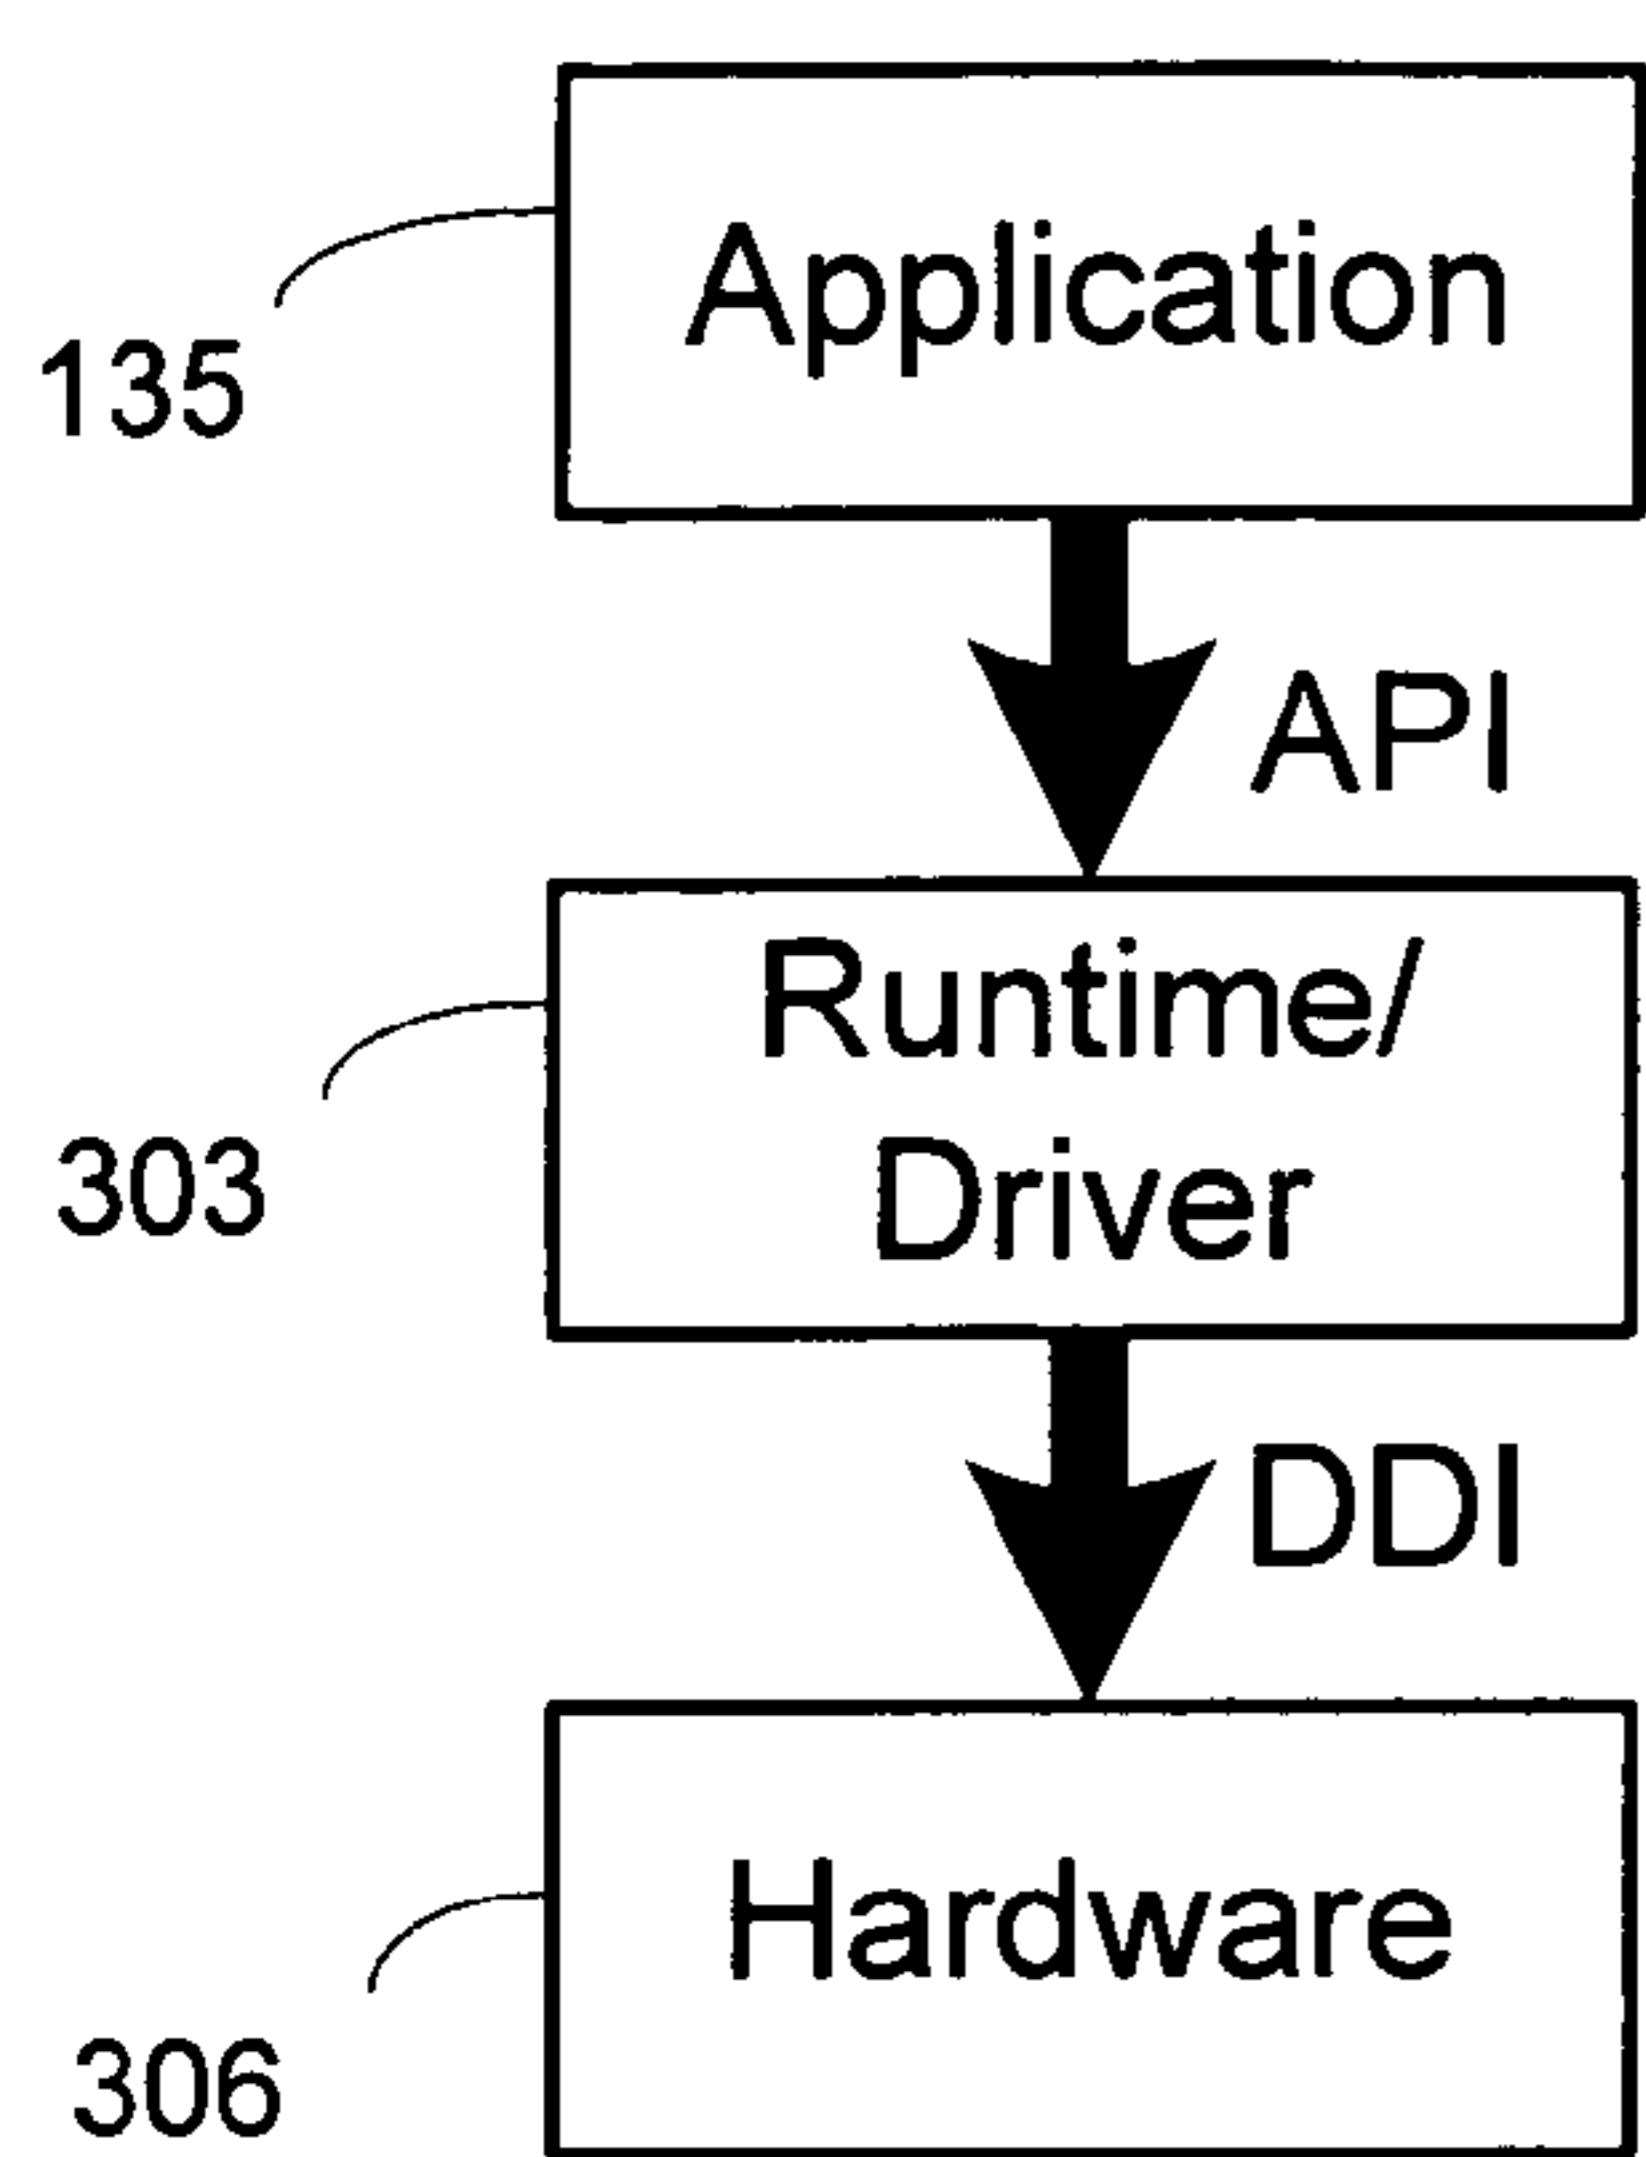 Application
135
API
Runtime/
Driver
303
DDI
Hardware
306